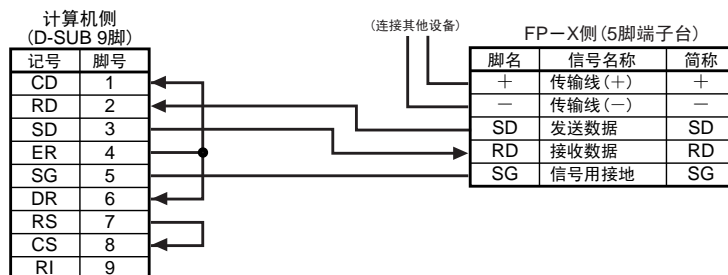 计算机侧
(D-SUB 9脚)
记号 脚号
CD 1
RD 2
SD 3
ER 4
SG 5
DR 6
RS 7
CS 8
RI 9
(连接其他设备)
FP－X侧(5脚端子台)
脚名 信号名称 简称
＋ 传输线(＋) ＋
－ 传输线(－) －
SD 发送数据 SD
RD 接收数据 RD
SG 信号用接地 SG